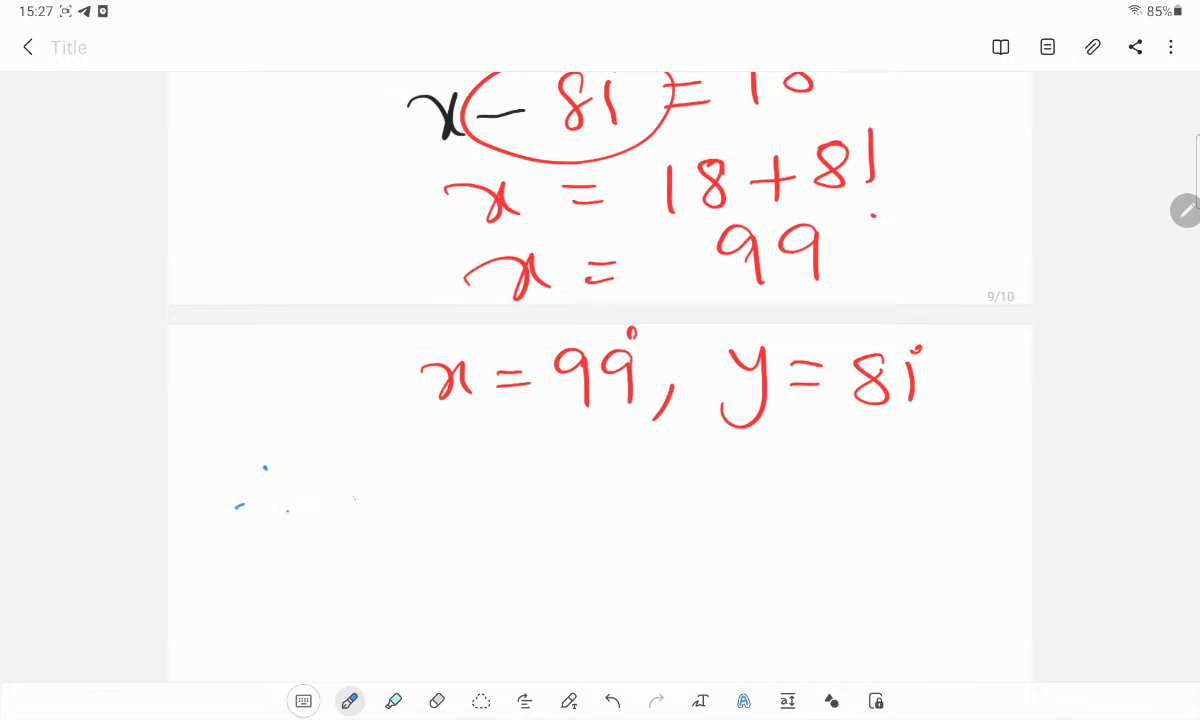 15:27 85%
Title
x - 81 = 18
x = 18 + 81
x = 99
9/10
x = 99°, y = 81°